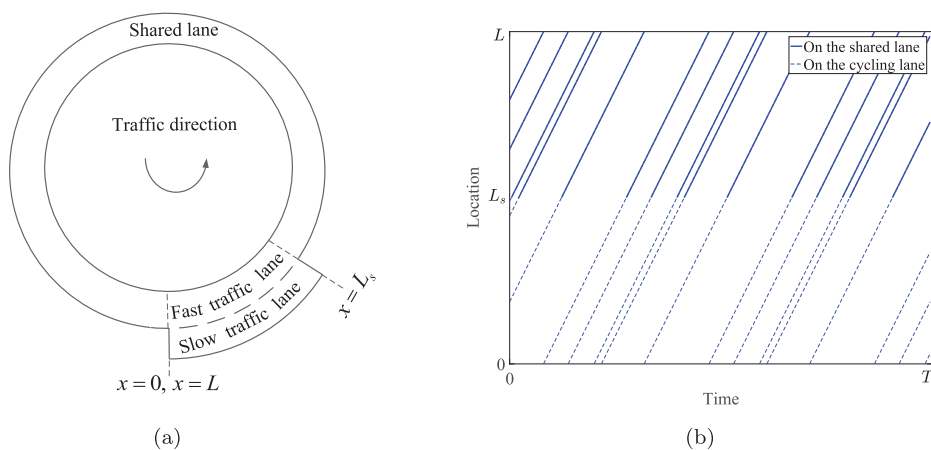 Shared lane
Traffic direction
Fast traffic lane
Slow traffic lane
x = L_s
x = 0, x = L
(a)
L
On the shared lane
On the cycling lane
L_s
Location
0
0
T
Time
(b)